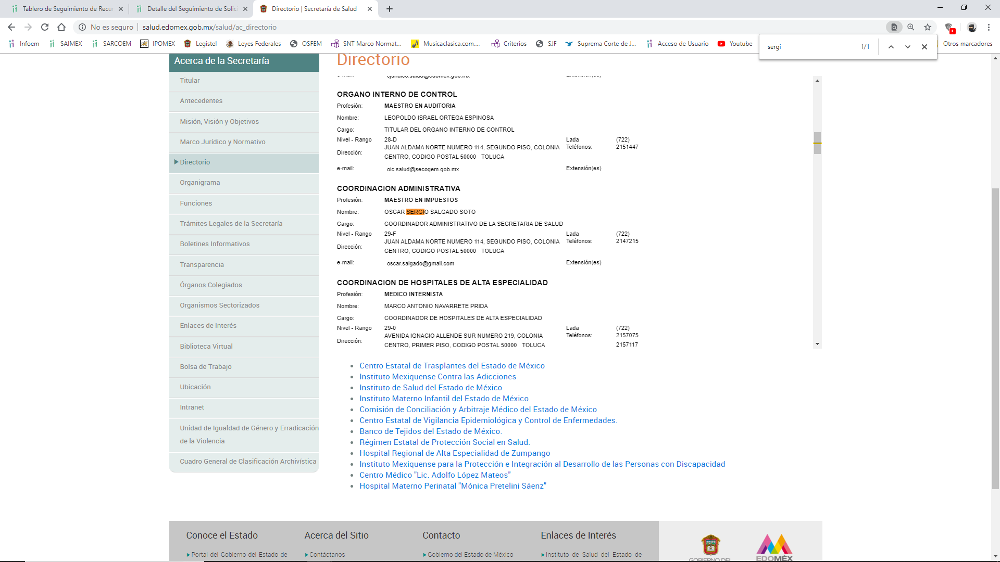 Tablero de Seguimiento de Recur
Detalle del Seguimiento de Solici
Directorio | Secretaría de Salud
No es seguro
salud.edomex.gob.mx/salud/ac_directorio
Infoem
SAIMEX
SARCOEM
IPOMEX
Legistel
Leyes Federales
OSFEM
SNT Marco Normat...
Musicaclasica.com....
Criterios
SJF
Suprema Corte de J...
Acceso de Usuario
Youtube
Otros marcadores
sergi
1/1
Acerca de la Secretaría
Titular
Antecedentes
Misión, Visión y Objetivos
Marco Jurídico y Normativo
Directorio
Organigrama
Funciones
Trámites Legales de la Secretaría
Boletines Informativos
Transparencia
Órganos Colegiados
Organismos Sectorizados
Enlaces de Interés
Biblioteca Virtual
Bolsa de Trabajo
Ubicación
Intranet
Unidad de Igualdad de Género y Erradicación
de la Violencia
Cuadro General de Clasificación Archivística
Directorio
e-mail: cjuridico.salud@edomex.gob.mx Extensión(es)
ORGANO INTERNO DE CONTROL
Profesión: MAESTRO EN AUDITORIA
Nombre: LEOPOLDO ISRAEL ORTEGA ESPINOSA
Cargo: TITULAR DEL ORGANO INTERNO DE CONTROL
Nivel - Rango 28-D Lada (722)
Dirección: JUAN ALDAMA NORTE NUMERO 114, SEGUNDO PISO, COLONIA Teléfonos: 2151447
CENTRO, CODIGO POSTAL 50000 TOLUCA
e-mail: oic.salud@secogem.gob.mx Extensión(es)
COORDINACION ADMINISTRATIVA
Profesión: MAESTRO EN IMPUESTOS
Nombre: OSCAR SERGIO SALGADO SOTO
Cargo: COORDINADOR ADMINISTRATIVO DE LA SECRETARIA DE SALUD
Nivel - Rango 29-F Lada (722)
Dirección: JUAN ALDAMA NORTE NUMERO 114, SEGUNDO PISO, COLONIA Teléfonos: 2147215
CENTRO, CODIGO POSTAL 50000 TOLUCA
e-mail: oscar.salgado@gmail.com Extensión(es)
COORDINACION DE HOSPITALES DE ALTA ESPECIALIDAD
Profesión: MEDICO INTERNISTA
Nombre: MARCO ANTONIO NAVARRETE PRIDA
Cargo: COORDINADOR DE HOSPITALES DE ALTA ESPECIALIDAD
Nivel - Rango 29-0 Lada (722)
Dirección: AVENIDA IGNACIO ALLENDE SUR NUMERO 219, COLONIA Teléfonos: 2157075
CENTRO, PRIMER PISO, CODIGO POSTAL 50000 TOLUCA 2157117
Centro Estatal de Trasplantes del Estado de México
Instituto Mexiquense Contra las Adicciones
Instituto de Salud del Estado de México
Instituto Materno Infantil del Estado de México
Comisión de Conciliación y Arbitraje Médico del Estado de México
Centro Estatal de Vigilancia Epidemiológica y Control de Enfermedades.
Banco de Tejidos del Estado de México.
Régimen Estatal de Protección Social en Salud.
Hospital Regional de Alta Especialidad de Zumpango
Instituto Mexiquense para la Protección e Integración al Desarrollo de las Personas con Discapacidad
Centro Médico "Lic. Adolfo López Mateos"
Hospital Materno Perinatal "Mónica Pretelini Sáenz"
Conoce el Estado
Portal del Gobierno del Estado de
Acerca del Sitio
Contáctanos
Contacto
Gobierno del Estado de México
Enlaces de Interés
Instituto de Salud del Estado de
GOBIERNO DEL
EDOMÉX